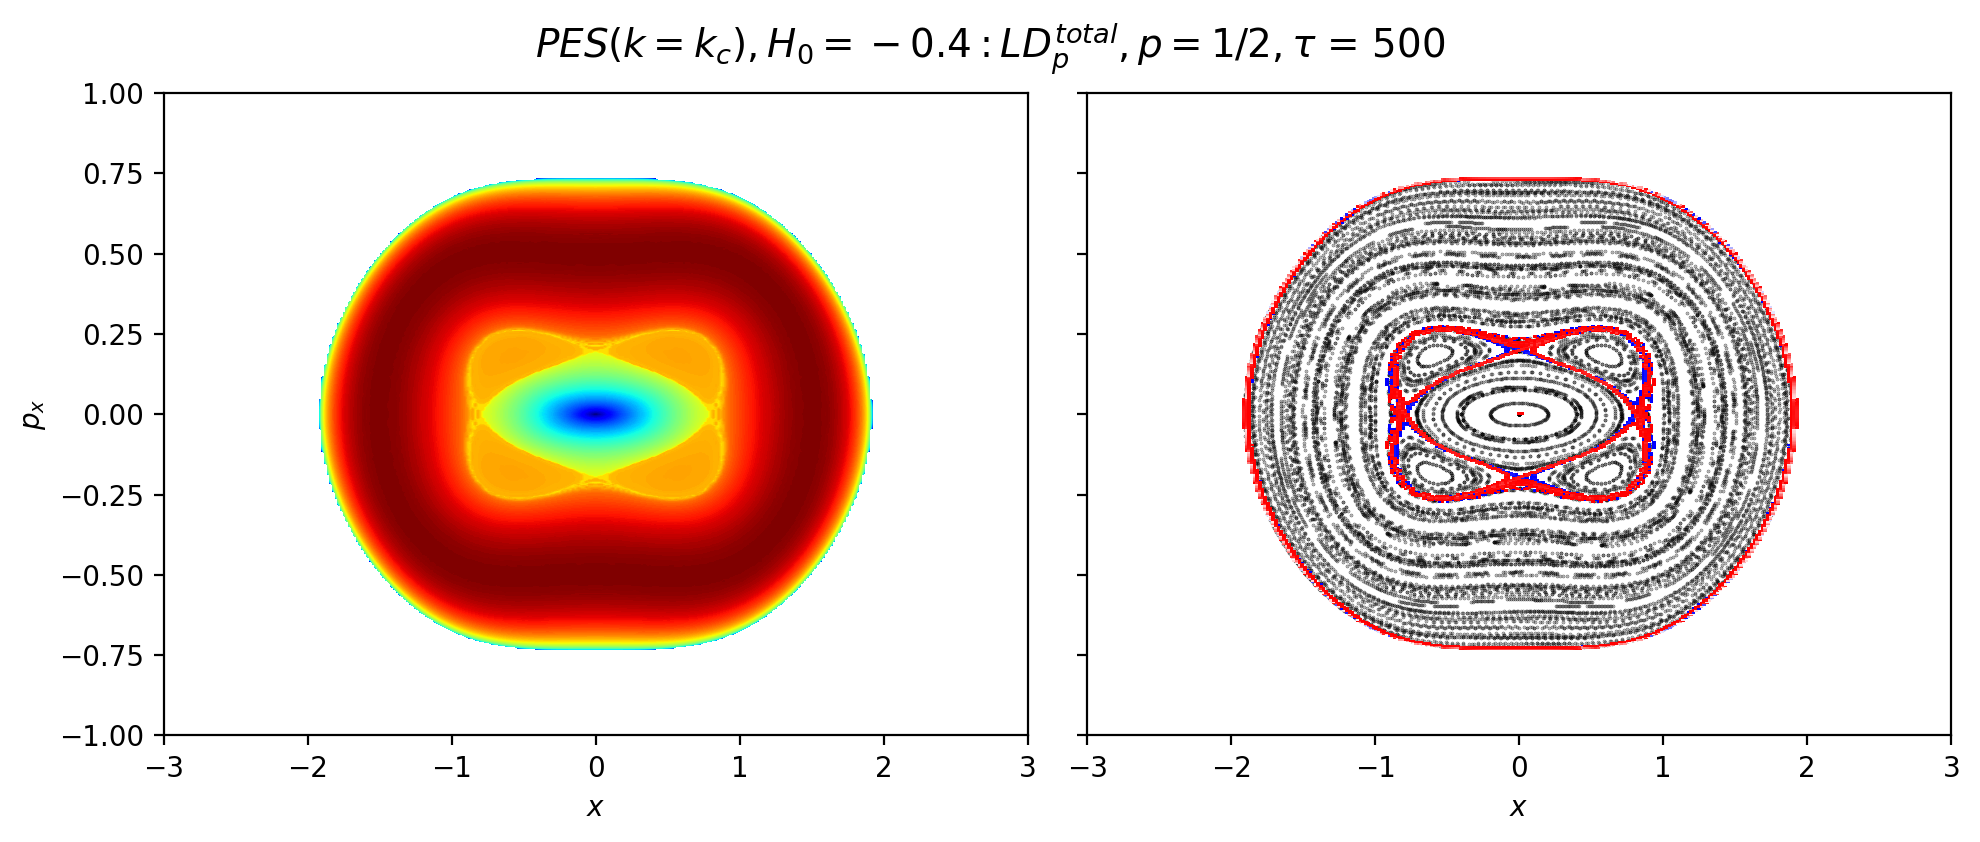 PES(k = k_c), H_0 = −0.4 : LD_p^{total}, p = 1/2, τ = 500
1.00
0.75
0.50
0.25
0.00
−0.25
−0.50
−0.75
−1.00
p_x
−3 −2 −1 0 1 2 3
−3 −2 −1 0 1 2 3
x
x